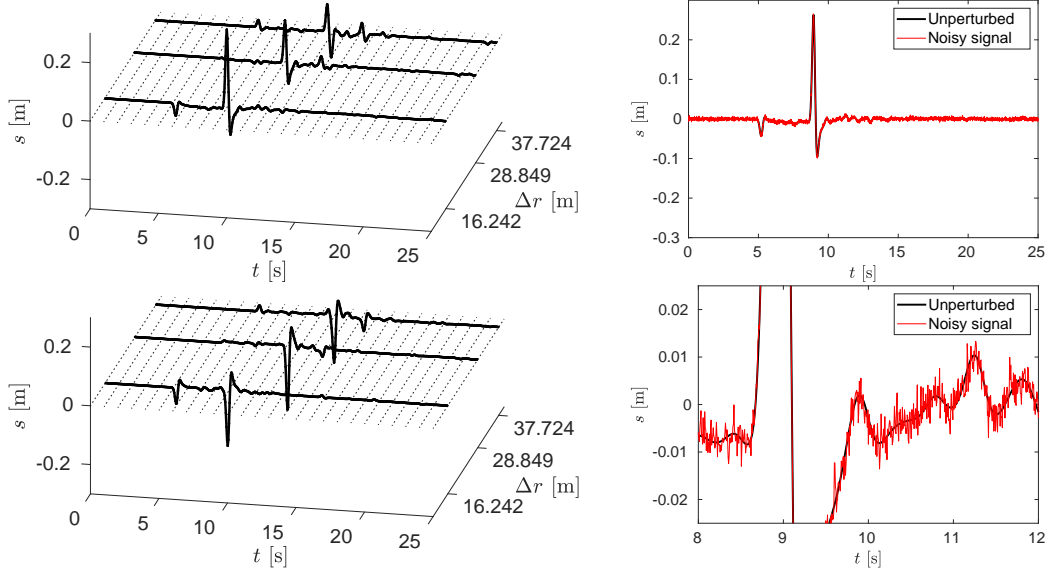 0.2
0
-0.2
s [m]
0
5
10
15
20
25
t [s]
16.242
28.849
37.724
Δr [m]
Unperturbed
Noisy signal
0.3
0.2
0.1
0
-0.1
-0.2
-0.3
s [m]
0 5 10 15 20 25
t [s]
0.2
0
-0.2
s [m]
0
5
10
15
20
25
t [s]
16.242
28.849
37.724
Δr [m]
Unperturbed
Noisy signal
0.02
0.01
0
-0.01
-0.02
s [m]
8 9 10 11 12
t [s]